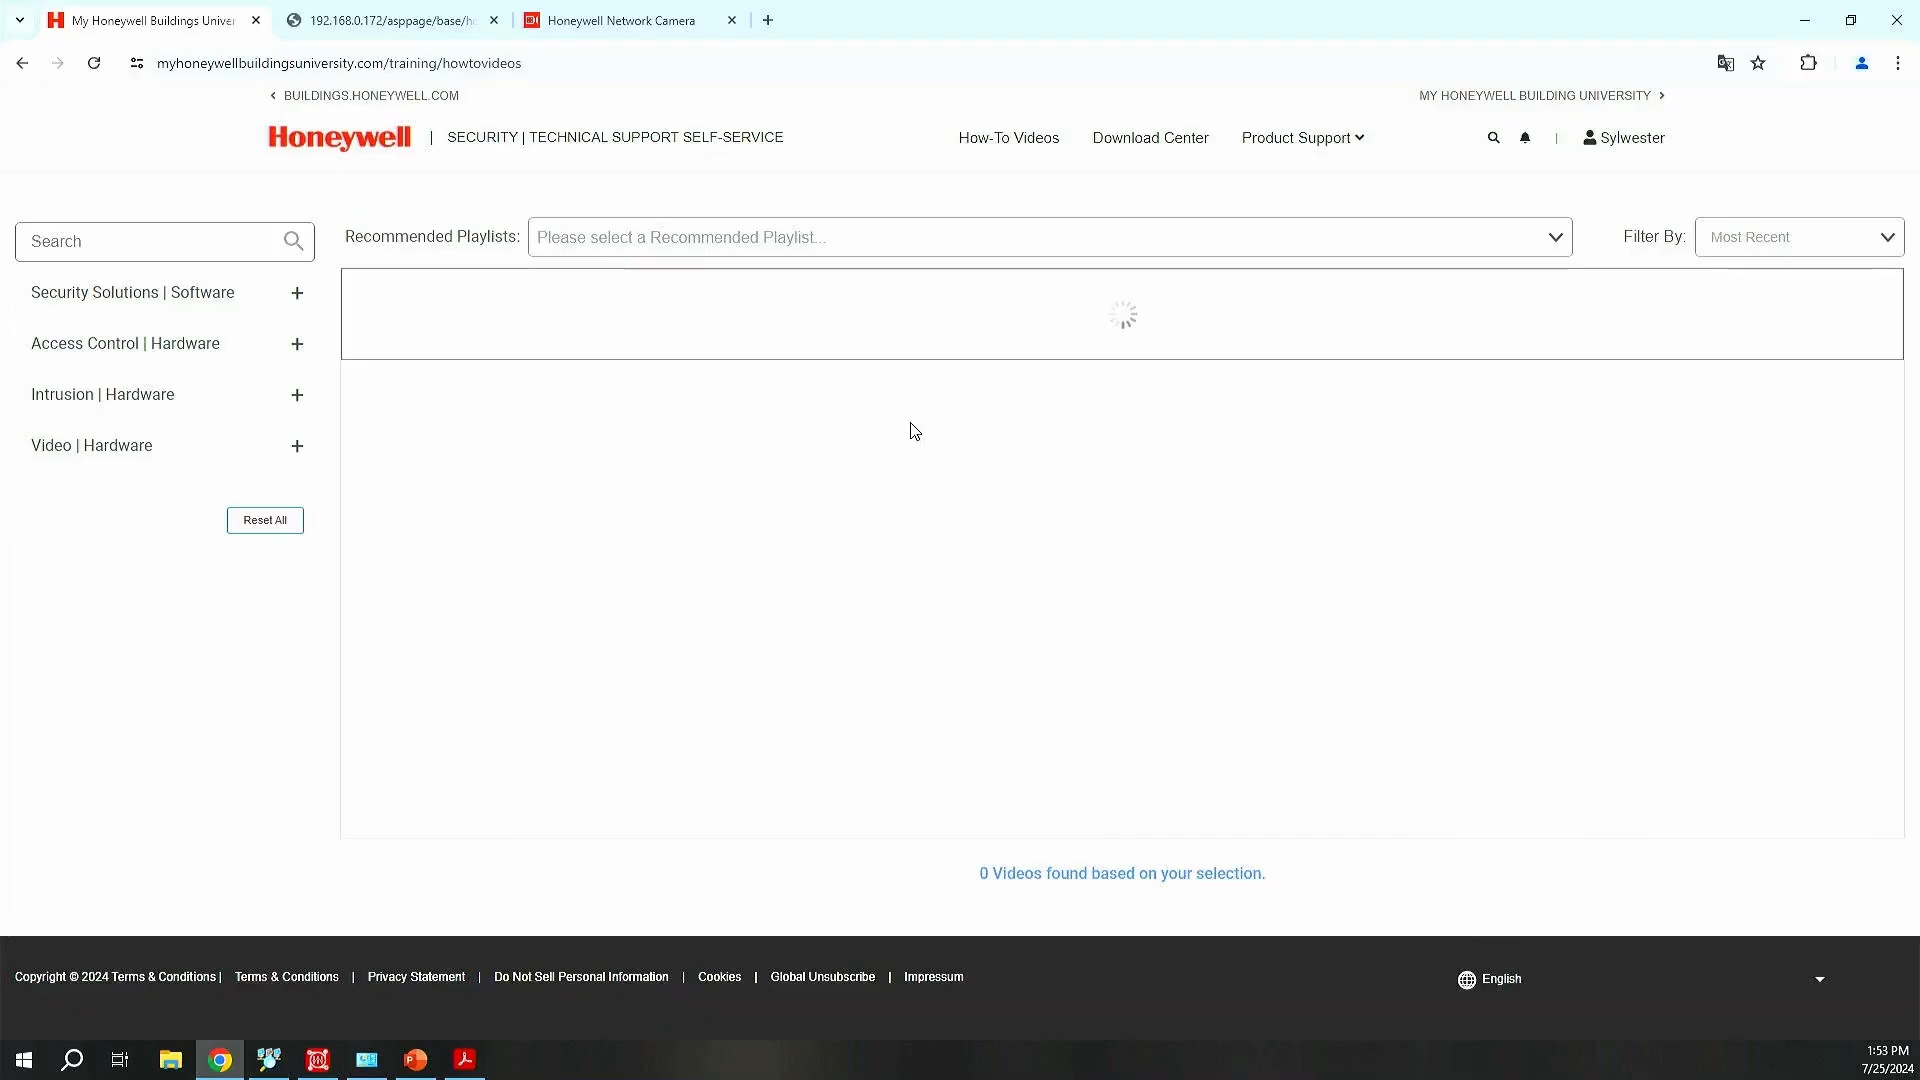 My Honeywell Buildings Univer
192.168.0.172/asppage/base/h
Honeywell Network Camera
myhoneywellbuildingsuniversity.com/training/howtovideos
BUILDINGS.HONEYWELL.COM
MY HONEYWELL BUILDING UNIVERSITY
Honeywell | SECURITY | TECHNICAL SUPPORT SELF-SERVICE
How-To Videos
Download Center
Product Support
Sylwester
Search
Recommended Playlists:
Please select a Recommended Playlist...
Filter By:
Most Recent
Security Solutions | Software
Access Control | Hardware
Intrusion | Hardware
Video | Hardware
Reset All
0 Videos found based on your selection.
Copyright © 2024 Terms & Conditions | Terms & Conditions | Privacy Statement | Do Not Sell Personal Information | Cookies | Global Unsubscribe | Impressum
English
1:53 PM
7/25/2024